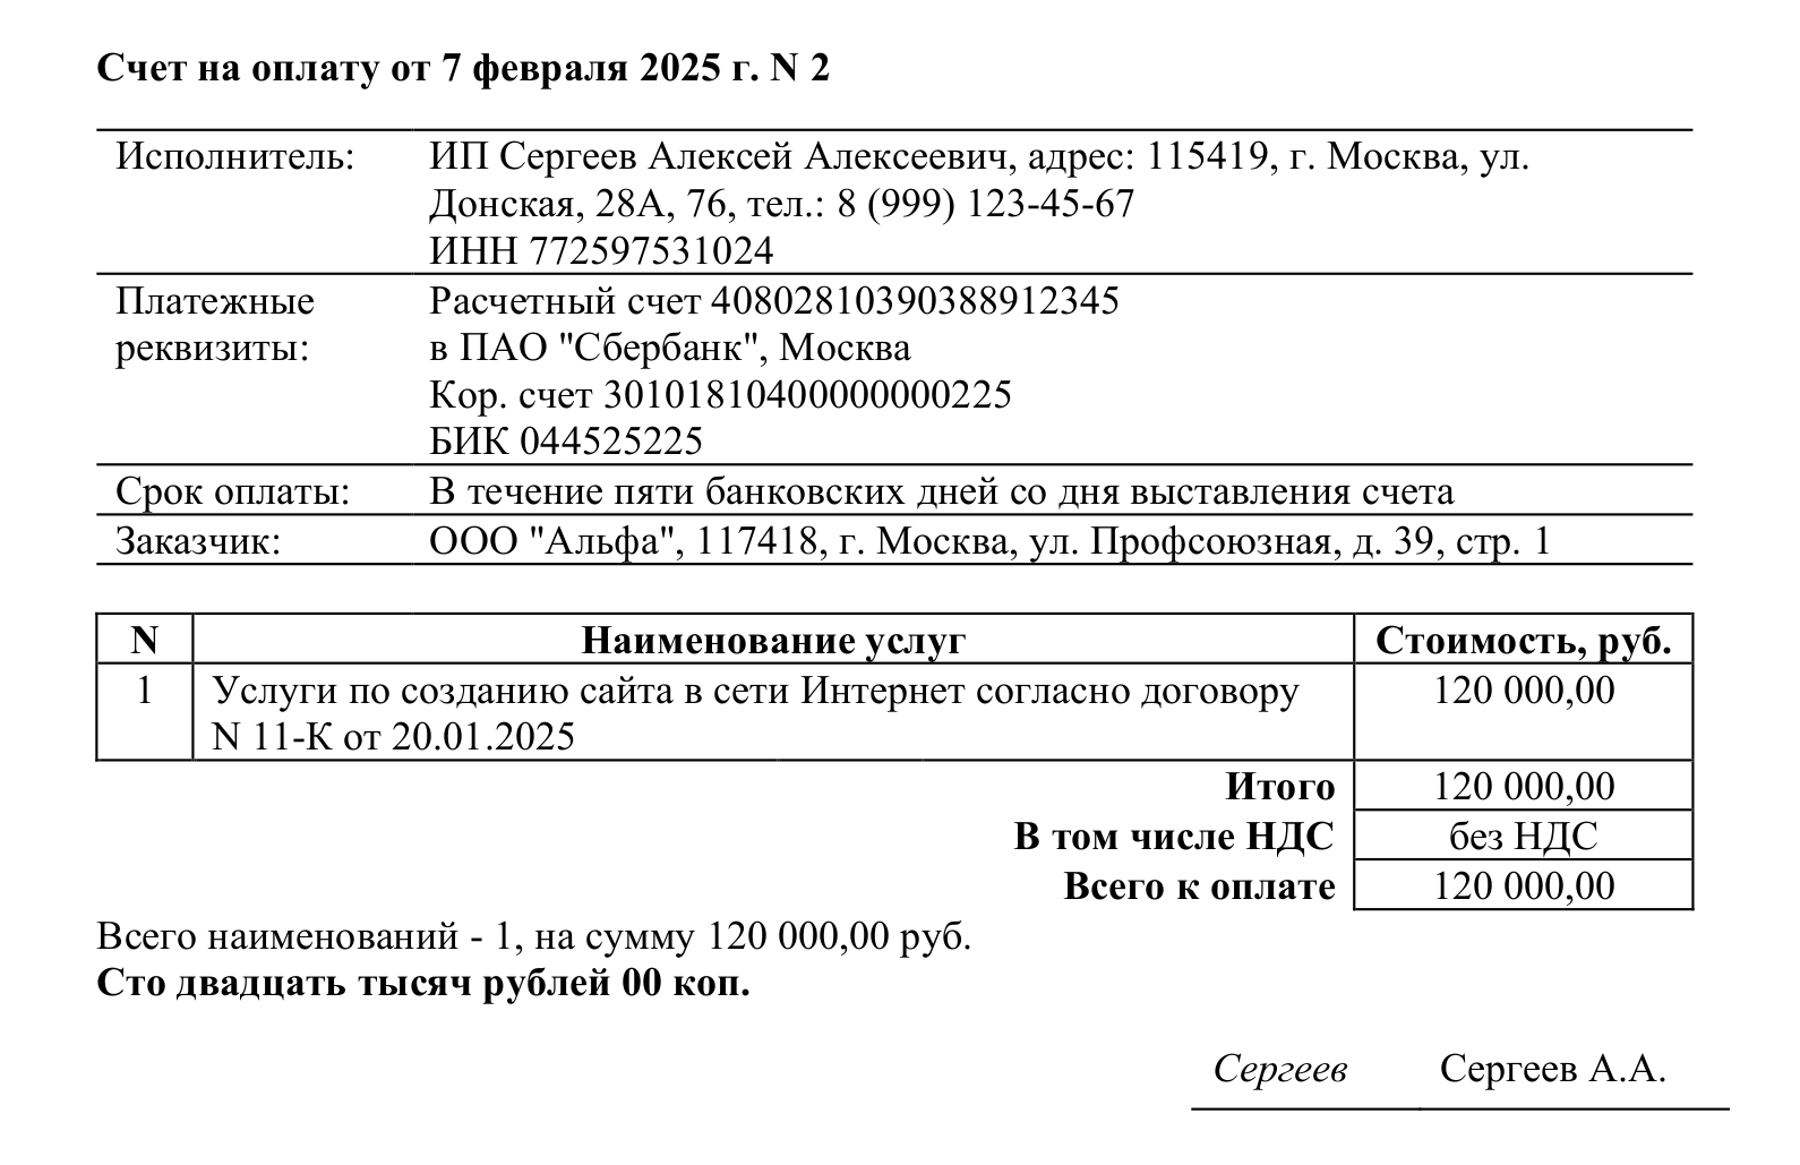 Счет на оплату от 7 февраля 2025 г. N 2
Исполнитель: ИП Сергеев Алексей Алексеевич, адрес: 115419, г. Москва, ул.
Донская, 28А, 76, тел.: 8 (999) 123-45-67
ИНН 772597531024
Платежные Расчетный счет 40802810390388912345
реквизиты: в ПАО "Сбербанк", Москва
Кор. счет 30101810400000000225
БИК 044525225
Срок оплаты: В течение пяти банковских дней со дня выставления счета
Заказчик: ООО "Альфа", 117418, г. Москва, ул. Профсоюзная, д. 39, стр. 1
N Наименование услуг Стоимость, руб.
1 Услуги по созданию сайта в сети Интернет согласно договору 120 000,00
N 11-К от 20.01.2025
Итого 120 000,00
В том числе НДС без НДС
Всего к оплате 120 000,00
Всего наименований - 1, на сумму 120 000,00 руб.
Сто двадцать тысяч рублей 00 коп.
Сергеев Сергеев А.А.